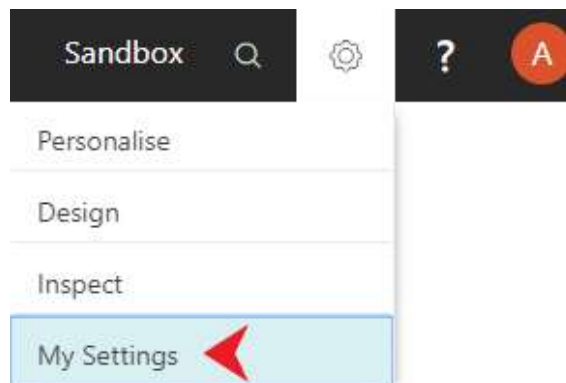 Sandbox ? A
Personalise
Design
Inspect
My Settings